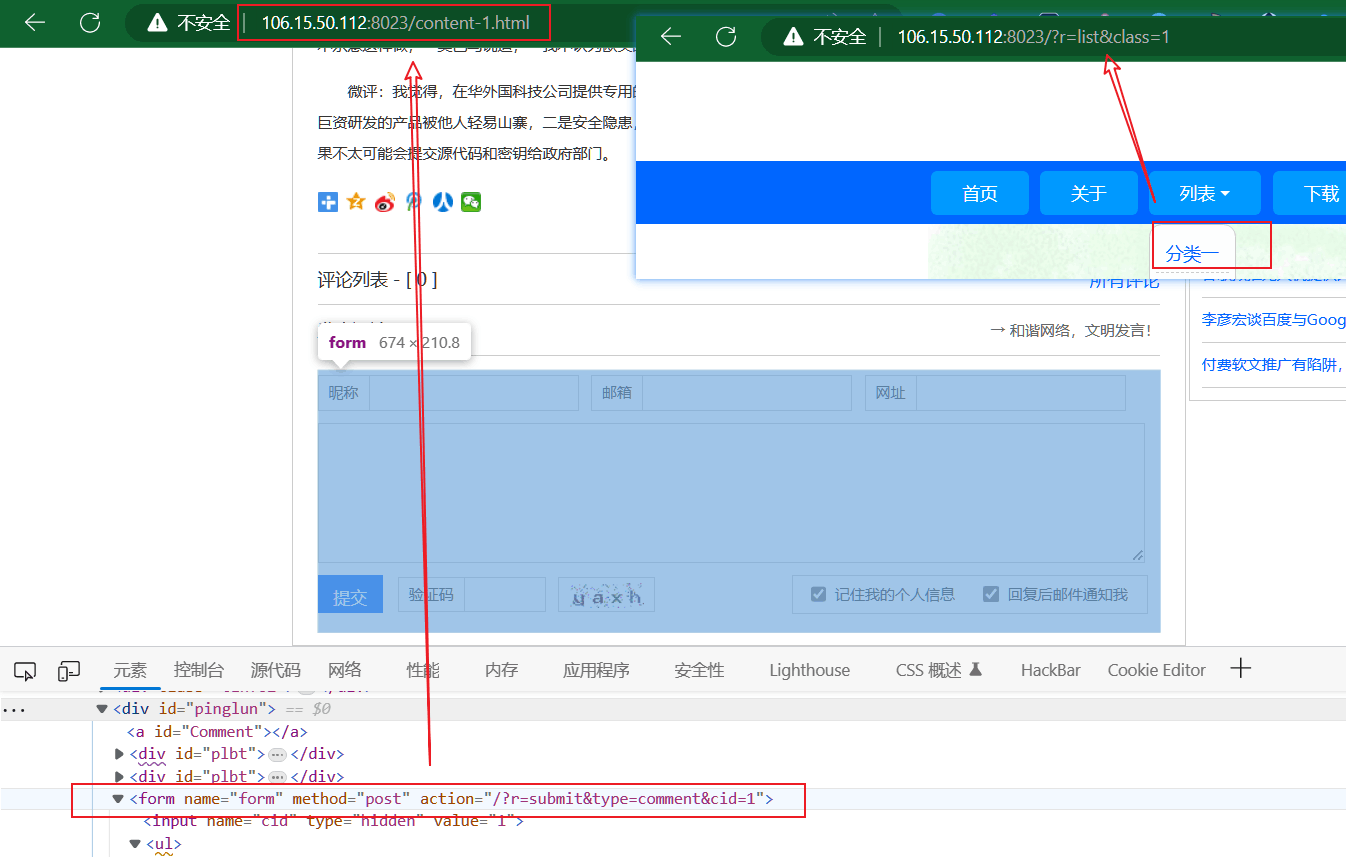 不安全 | 106.15.50.112:8023/content-1.html
不安全 | 106.15.50.112:8023/?r=list&class=1
微评：我觉得，在华外国科技公司提供专用的
巨资研发的产品被他人轻易山寨，二是安全隐患，
果不太可能会提交源代码和密钥给政府部门。
首页 关于 列表 下载
分类一
评论列表 - [ 0 ]
所有评论
→ 和谐网络，文明发言！
form 674 × 210.8
李彦宏谈百度与Goog
付费软文推广有陷阱，
昵称 邮箱 网址
提交 验证码 yaxh 记住我的个人信息 回复后邮件通知我
元素 控制台 源代码 网络 性能 内存 应用程序 安全性 Lighthouse CSS 概述 HackBar Cookie Editor
<div id="pinglun"> == $0
<a id="Comment"></a>
<div id="plbt">…</div>
<div id="plbt">…</div>
<form name="form" method="post" action="/?r=submit&type=comment&cid=1">
<input name="cid" type="hidden" value="1">
<ul>